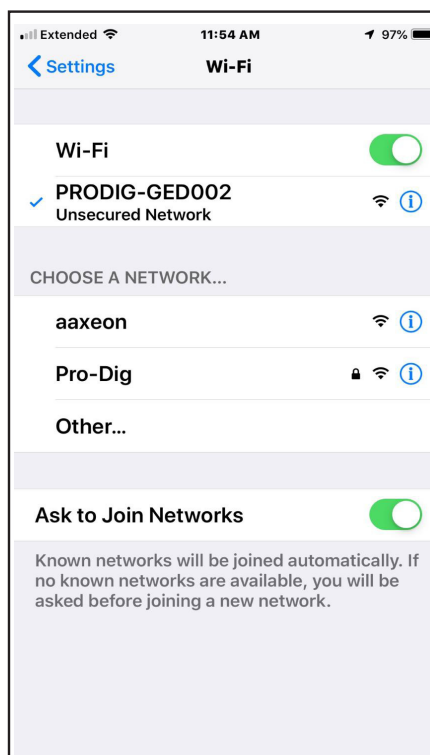 Extended 11:54 AM 97%
Settings Wi-Fi
Wi-Fi
PRODIG-GED002
Unsecured Network
CHOOSE A NETWORK...
aaxeon
Pro-Dig
Other...
Ask to Join Networks
Known networks will be joined automatically. If
no known networks are available, you will be
asked before joining a new network.